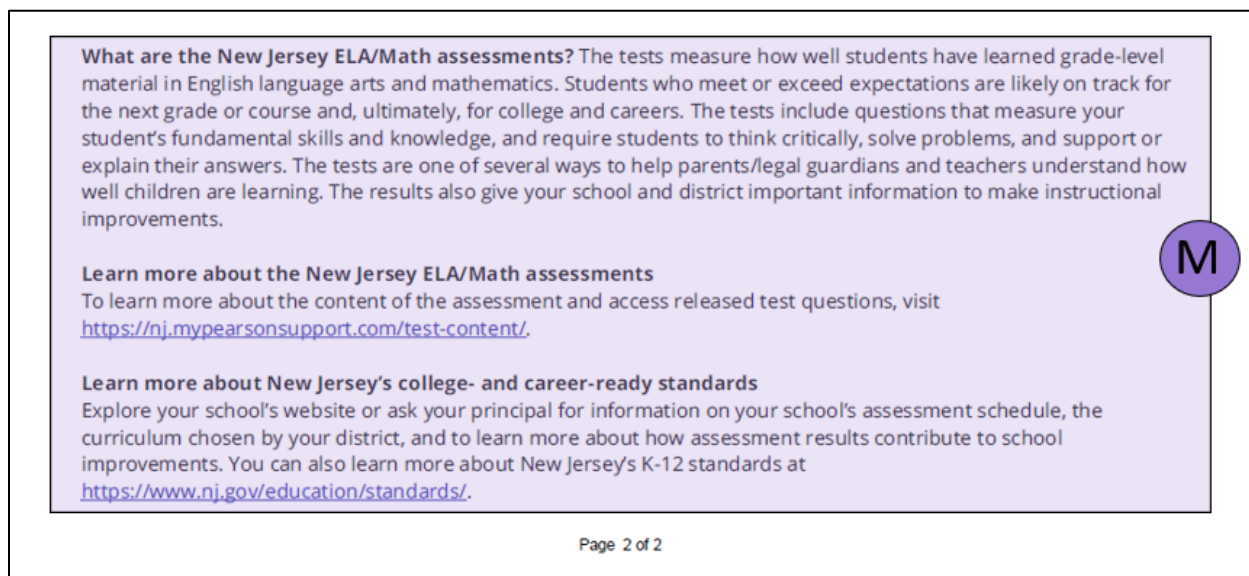 What are the New Jersey ELA/Math assessments? The tests measure how well students have learned grade-level
material in English language arts and mathematics. Students who meet or exceed expectations are likely on track for
the next grade or course and, ultimately, for college and careers. The tests include questions that measure your
student’s fundamental skills and knowledge, and require students to think critically, solve problems, and support or
explain their answers. The tests are one of several ways to help parents/legal guardians and teachers understand how
well children are learning. The results also give your school and district important information to make instructional
improvements.
M
Learn more about the New Jersey ELA/Math assessments
To learn more about the content of the assessment and access released test questions, visit
https://nj.mypearsonsupport.com/test-content/.
Learn more about New Jersey’s college- and career-ready standards
Explore your school’s website or ask your principal for information on your school’s assessment schedule, the
curriculum chosen by your district, and to learn more about how assessment results contribute to school
improvements. You can also learn more about New Jersey’s K-12 standards at
https://www.nj.gov/education/standards/.
Page 2 of 2